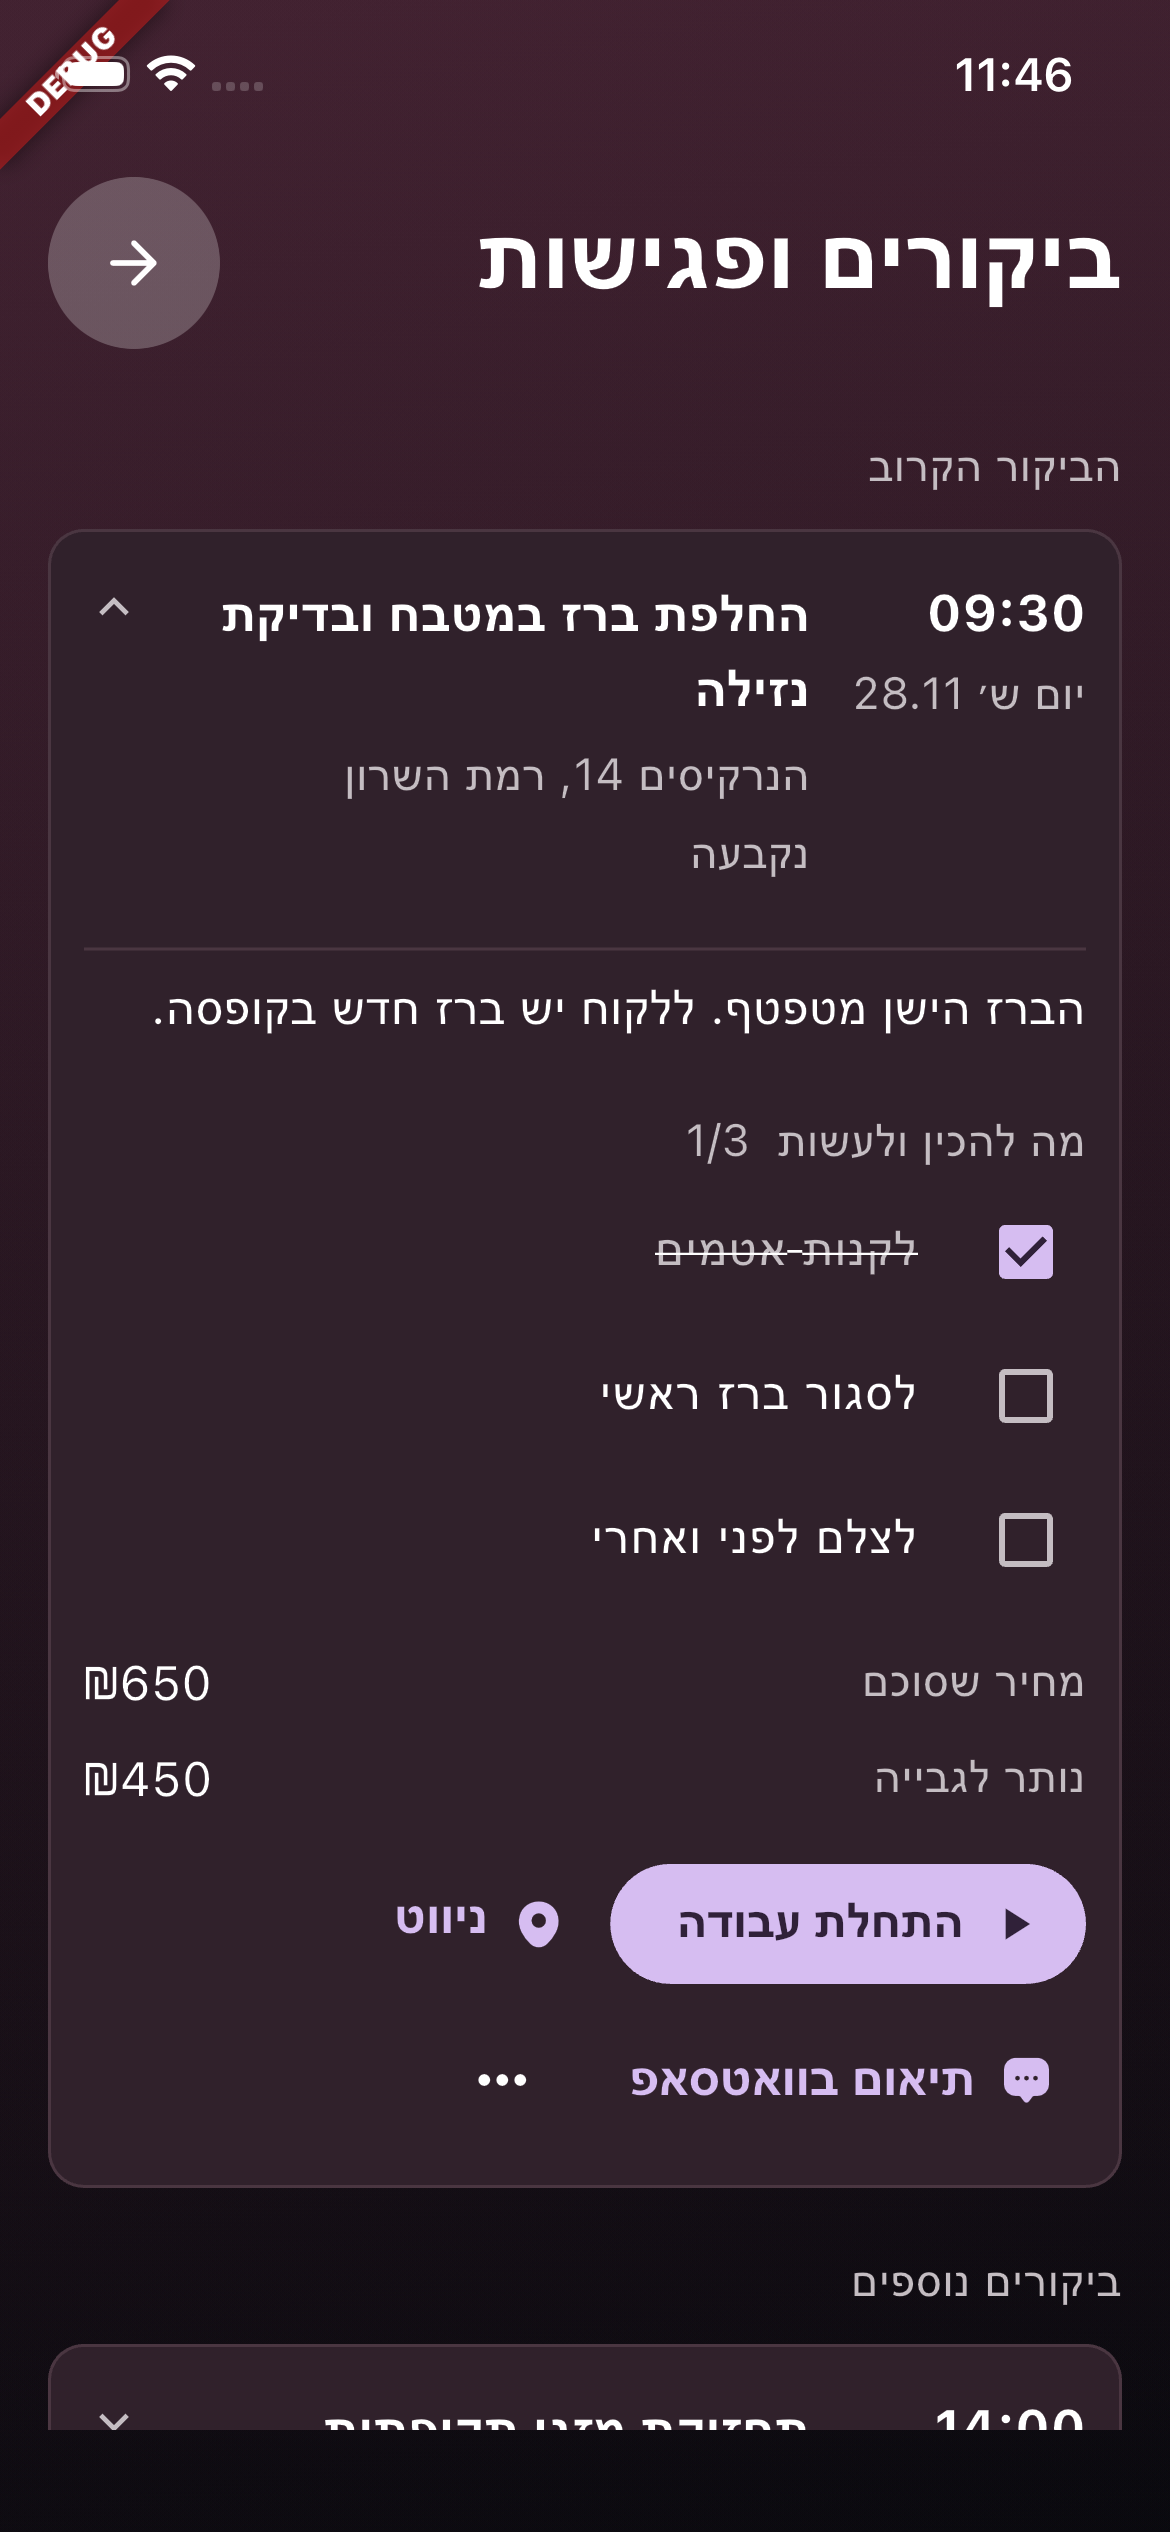 DEBUG
11:46
ביקורים ופגישות
הביקור הקרוב
09:30
החלפת ברז במטבח ובדיקת
נזילה
יום ש׳ 28.11
הנרקיסים 14, רמת השרון
נקבעה
הברז הישן מטפטף. ללקוח יש ברז חדש בקופסה.
מה להכין ולעשות 1/3
לקנות אטמים
לסגור ברז ראשי
לצלם לפני ואחרי
מחיר שסוכם ₪650
נותר לגבייה ₪450
התחלת עבודה
ניווט
תיאום בוואטסאפ
ביקורים נוספים
14:00